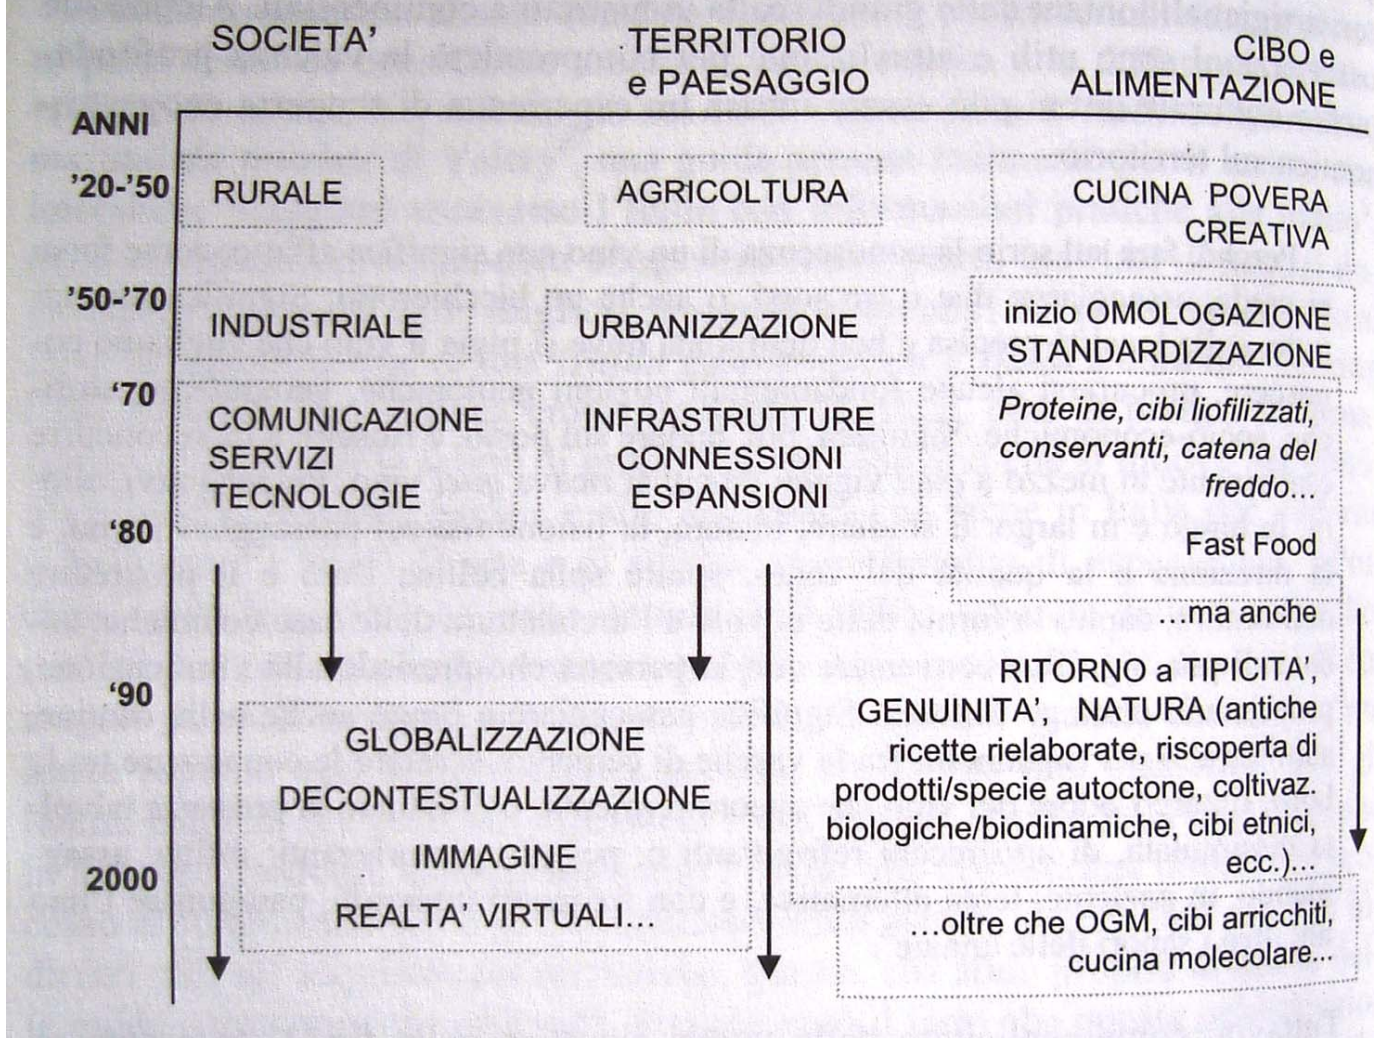 SOCIETA'
TERRITORIO
e PAESAGGIO
CIBO e
ALIMENTAZIONE
ANNI
'20-'50
RURALE
AGRICOLTURA
CUCINA POVERA
CREATIVA
'50-'70
INDUSTRIALE
URBANIZZAZIONE
inizio OMOLOGAZIONE
STANDARDIZZAZIONE
'70
COMUNICAZIONE
SERVIZI
TECNOLOGIE
INFRASTRUTTURE
CONNESSIONI
ESPANSIONI
Proteine, cibi liofilizzati,
conservanti, catena del
freddo...
'80
Fast Food
...ma anche
RITORNO a TIPICITA',
GENUINITA', NATURA (antiche
ricette rielaborate, riscoperta di
prodotti/specie autoctone, coltivaz.
biologiche/biodinamiche, cibi etnici,
ecc.)...
'90
GLOBALIZZAZIONE
DECONTESTUALIZZAZIONE
IMMAGINE
REALTA' VIRTUALI...
2000
...oltre che OGM, cibi arricchiti,
cucina molecolare...